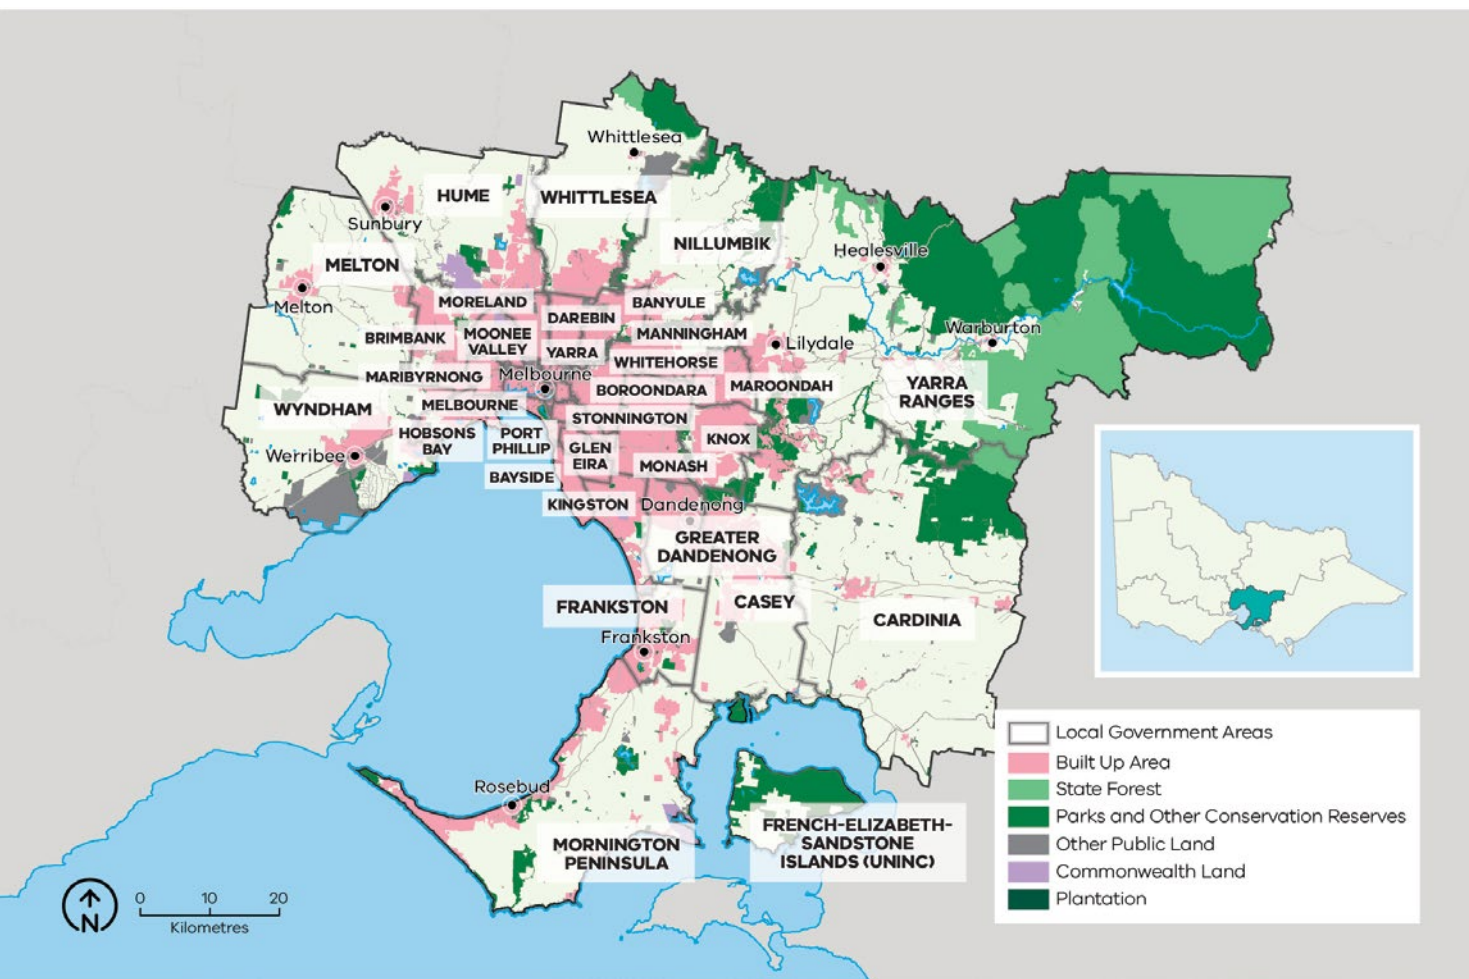 Whittlesea
HUME
WHITTLESEA
Sunbury
NILLUMBIK
Healesville
MELTON
Melton
MORELAND
BANYULE
DAREBIN
Warburton
BRIMBANK
MOONEE
VALLEY
MANNINGHAM
Lilydale
YARRA
WHITEHORSE
MARIBYRNONG
Melbourne
BOROONDARA
MAROONDAH
YARRA
RANGES
WYNDHAM
MELBOURNE
STONNINGTON
HOBSONS
BAY
PORT
PHILLIP
GLEN
EIRA
KNOX
Werribee
MONASH
BAYSIDE
KINGSTON
Dandenong
GREATER
DANDENONG
FRANKSTON
CASEY
CARDINIA
Frankston
Rosebud
MORNINGTON
PENINSULA
FRENCH-ELIZABETH-
SANDSTONE
ISLANDS (UNINC)
Local Government Areas
Built Up Area
State Forest
Parks and Other Conservation Reserves
Other Public Land
Commonwealth Land
Plantation
N
0 10 20
Kilometres